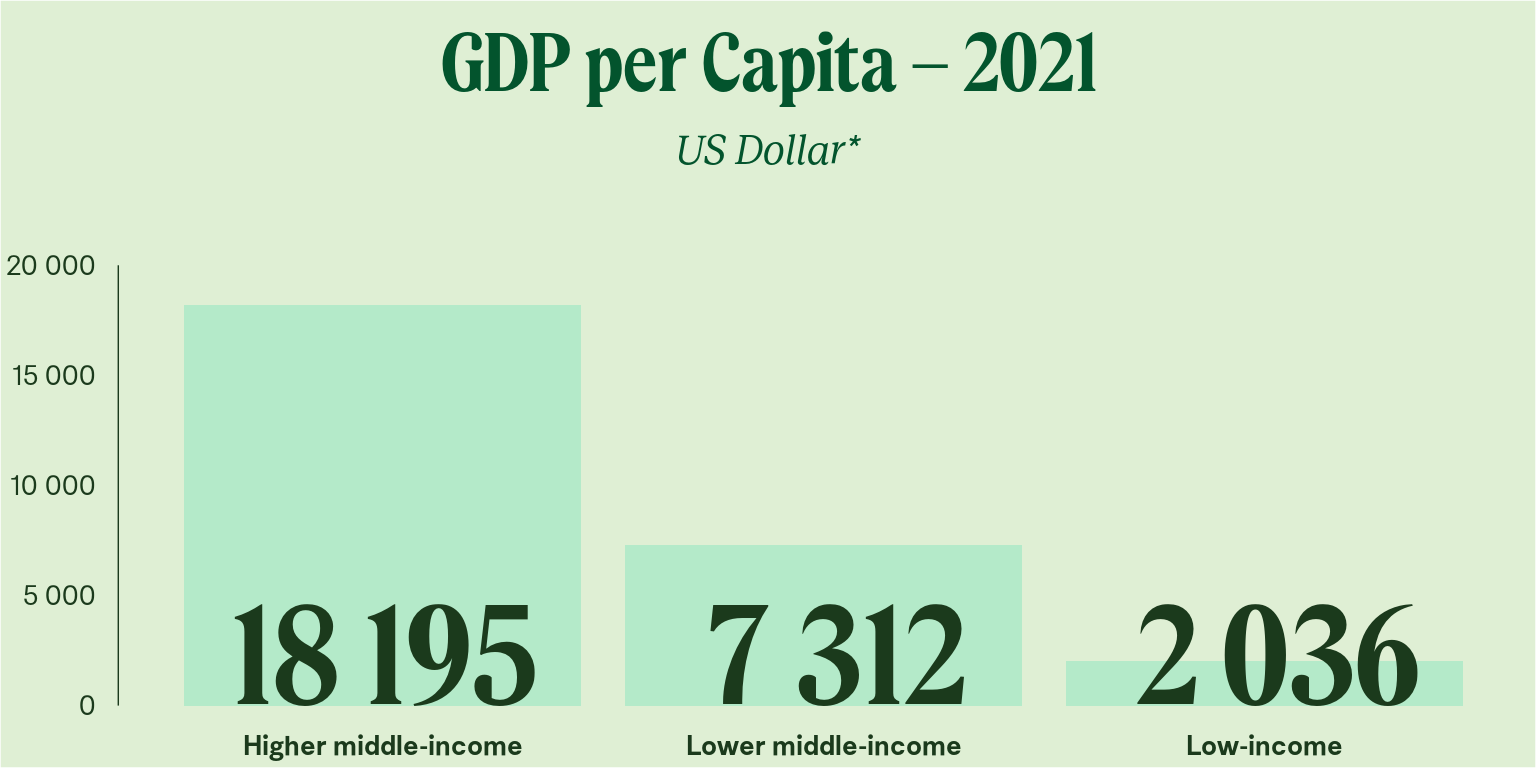 GDP per Capita – 2021
US Dollar*
20 000
15 000
10 000
5 000
0
18 195
7 312
2 036
Higher middle-income
Lower middle-income
Low-income